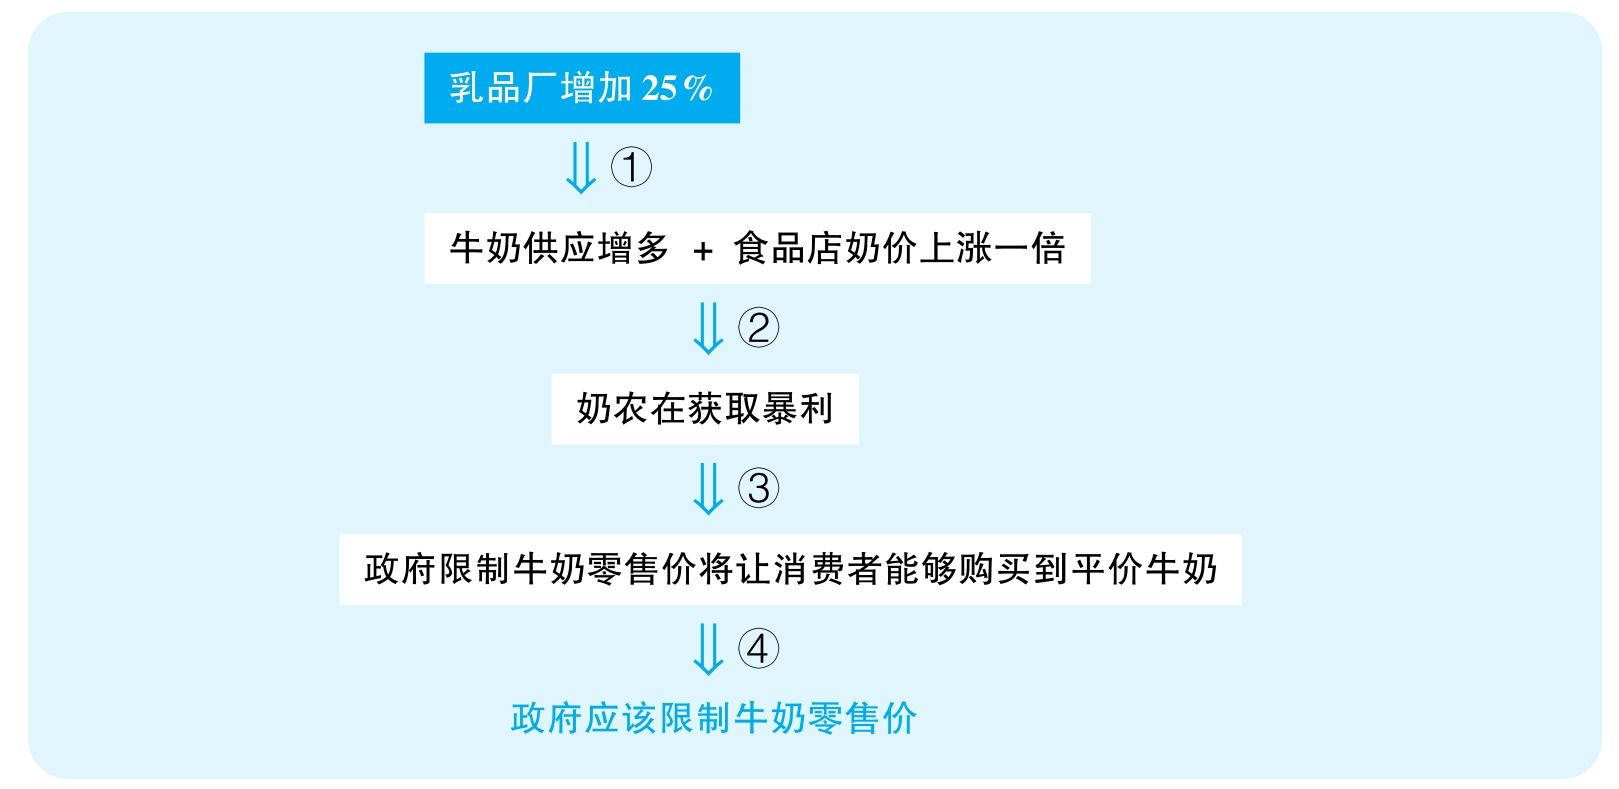 乳品厂增加 25%
①
牛奶供应增多 + 食品店奶价上涨一倍
②
奶农在获取暴利
③
政府限制牛奶零售价将让消费者能够购买到平价牛奶
④
政府应该限制牛奶零售价